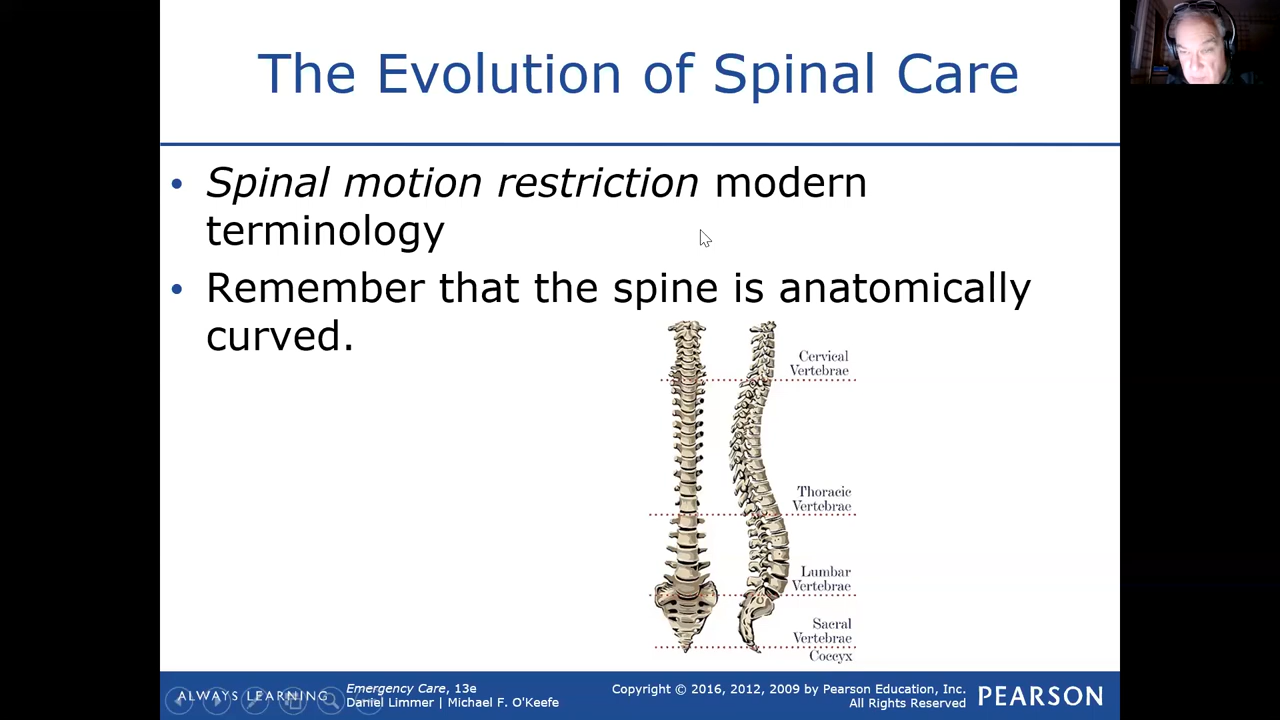 The Evolution of Spinal Care
• Spinal motion restriction modern
terminology
• Remember that the spine is anatomically
curved.
Cervical
Vertebrae
Thoracic
Vertebrae
Lumbar
Vertebrae
Sacral
Vertebrae
Coccyx
ALWAYS LEARNING
Emergency Care, 13e
Daniel Limmer | Michael F. O'Keefe
Copyright © 2016, 2012, 2009 by Pearson Education, Inc.
All Rights Reserved
PEARSON